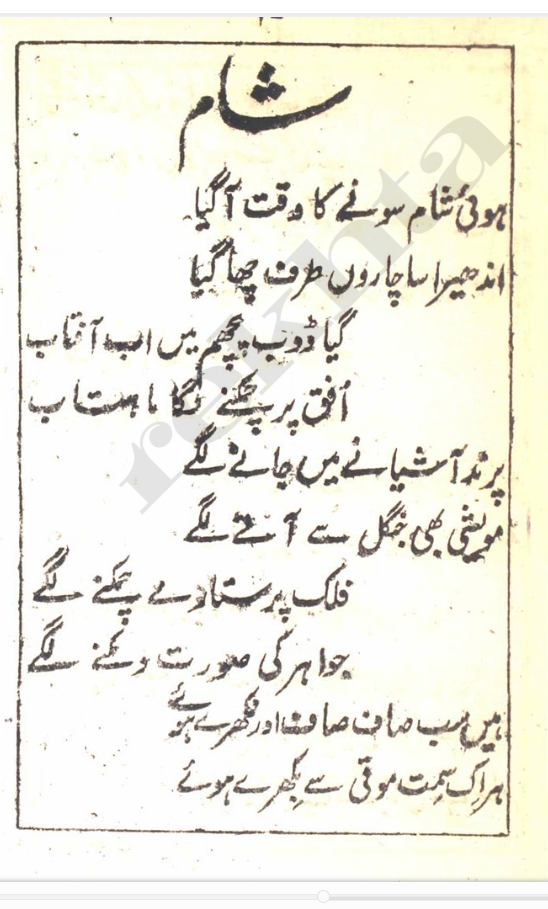 شام
ہوئی شام سونے کا وقت آ گیا
اندھیرا سا چاروں طرف چھا گیا
گیا ڈوب پچھم میں اب آفتاب
اُفق پر چمکنے لگا ماہتاب
پرند آشیانے میں جانے لگے
مویشی بھی جنگل سے آنے لگے
فلک پر ستارے چمکنے لگے
جواہر کی صورت دمکنے لگے
ہیں سب صاف صاف اور نکھرے ہوئے
ہر اِک سمت موتی سے بکھرے ہوئے
rekhta